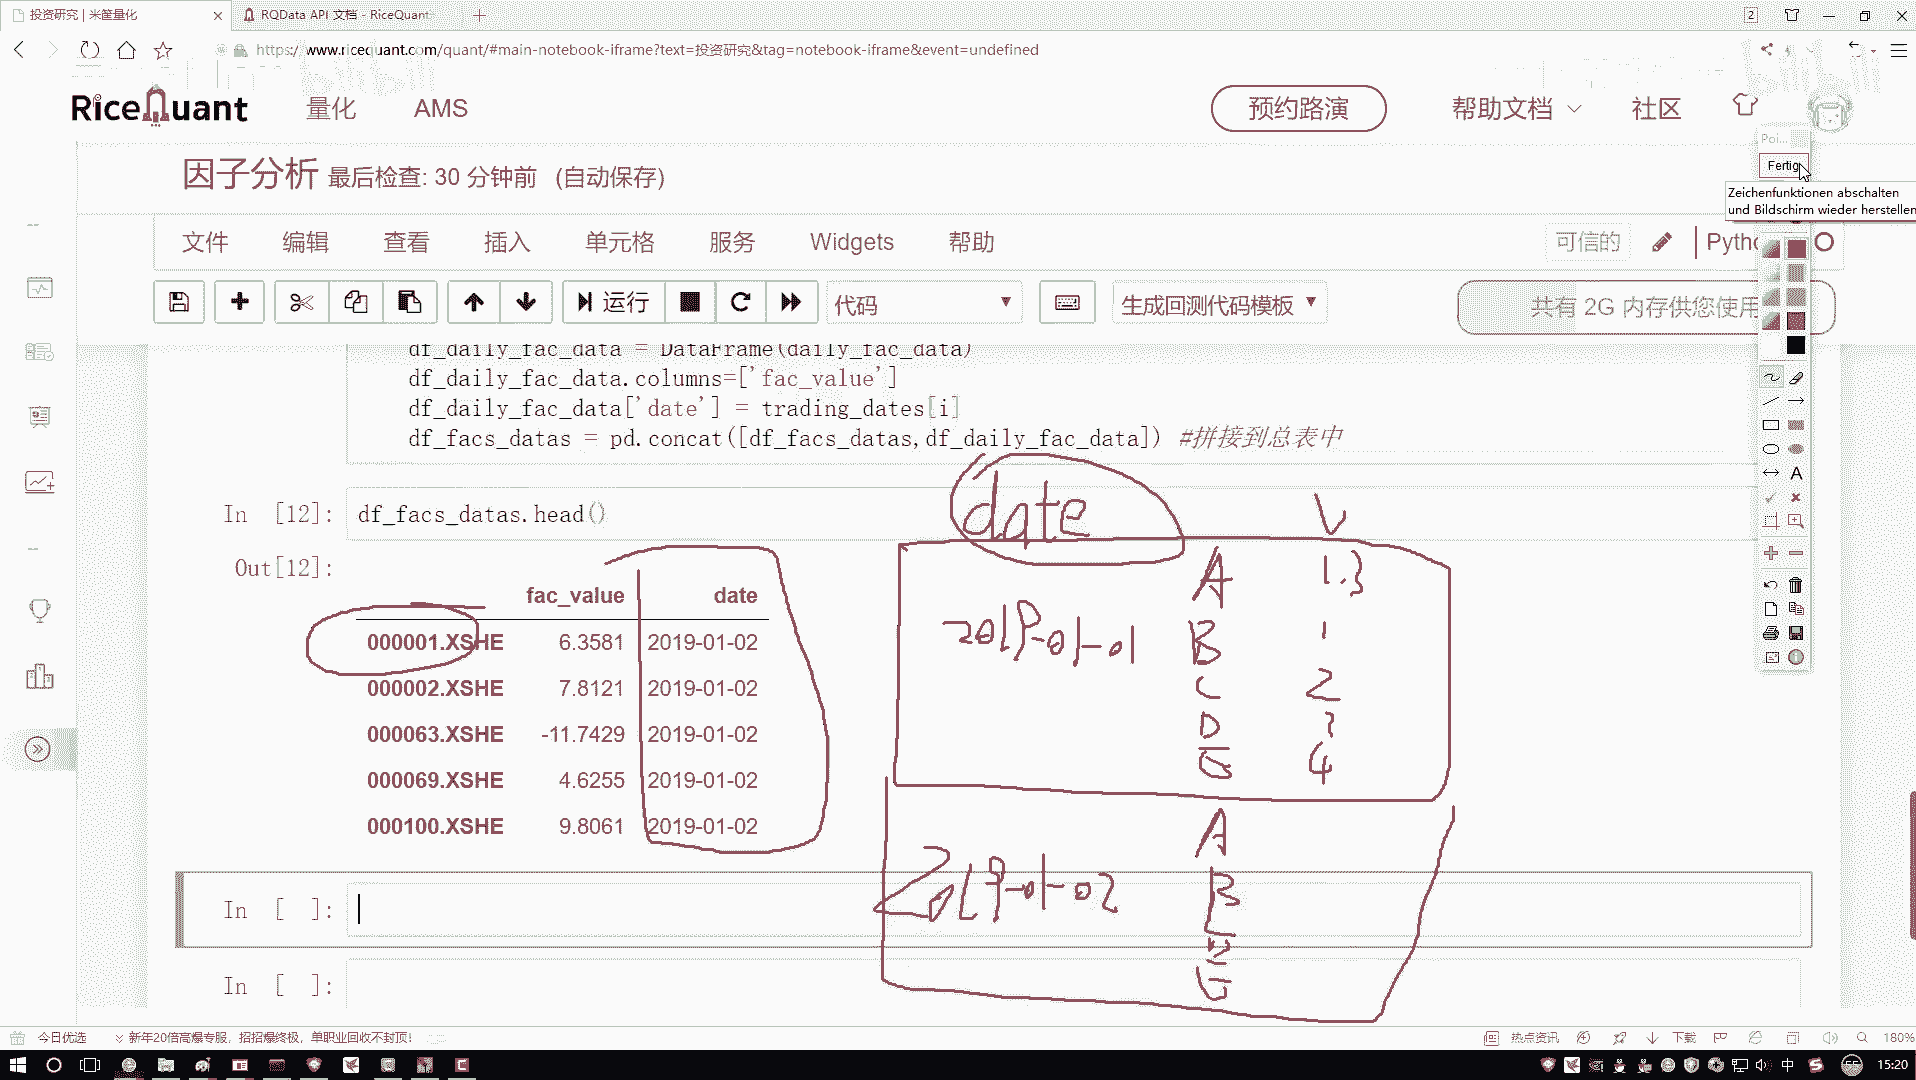 投资研究 | 米筐量化
RQData API 文档 - RiceQuant
2
https://www.ricequant.com/quant/#main-notebook-iframe?text=投资研究&tag=notebook-iframe&event=undefined
bilibili
RiceQuant 量化 AMS 预约路演 帮助文档 社区
因子分析 最后检查: 30 分钟前 (自动保存)
Poi...
Fertig
Zeichenfunktionen abschalten
und Bildschirm wieder herstellen
文件 编辑 查看 插入 单元格 服务 Widgets 帮助 可信的
运行 代码 生成回测代码模板 共有 2G 内存供您使用
df_daily_fac_data = DataFrame(daily_fac_data)
df_daily_fac_data.columns=['fac_value']
df_daily_fac_data['date'] = trading_dates[i]
df_facs_datas = pd.concat([df_facs_datas,df_daily_fac_data]) #拼接到总表中
In [12]: df_facs_datas.head()
Out[12]:
fac_value date
000001.XSHE 6.3581 2019-01-02
000002.XSHE 7.8121 2019-01-02
000063.XSHE -11.7429 2019-01-02
000069.XSHE 4.6255 2019-01-02
000100.XSHE 9.8061 2019-01-02
date V
A 1.3
2019-01-01 B 1
C 2
D
4
A
2019-01-02 B
In [ ]:
In [ ]:
今日优选 新年20倍高爆专服，招招爆终极，单职业回收不封顶！ 热点资讯 下载 180%
中 55 15:20